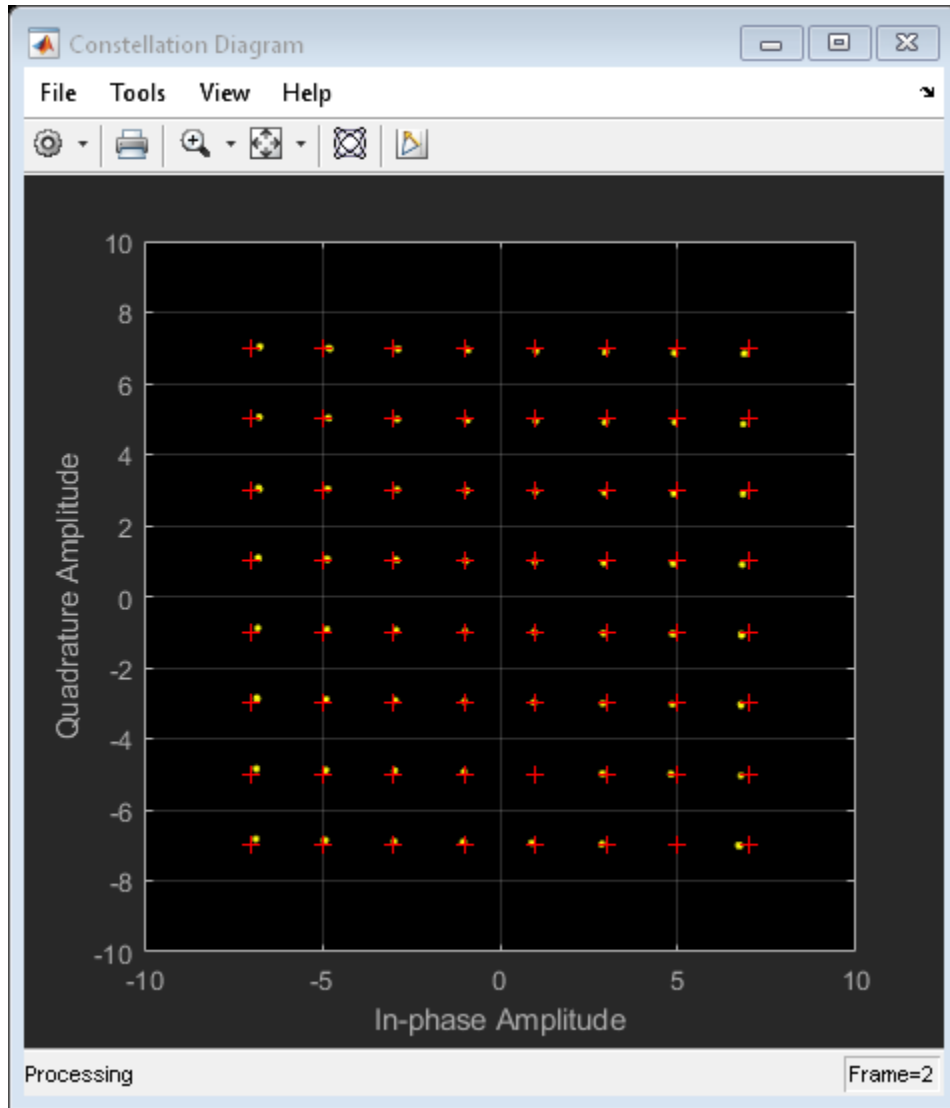 Constellation Diagram
File Tools View Help
10
8
6
4
2
0
-2
-4
-6
-8
-10
Quadrature Amplitude
-10 -5 0 5 10
In-phase Amplitude
Processing Frame=2